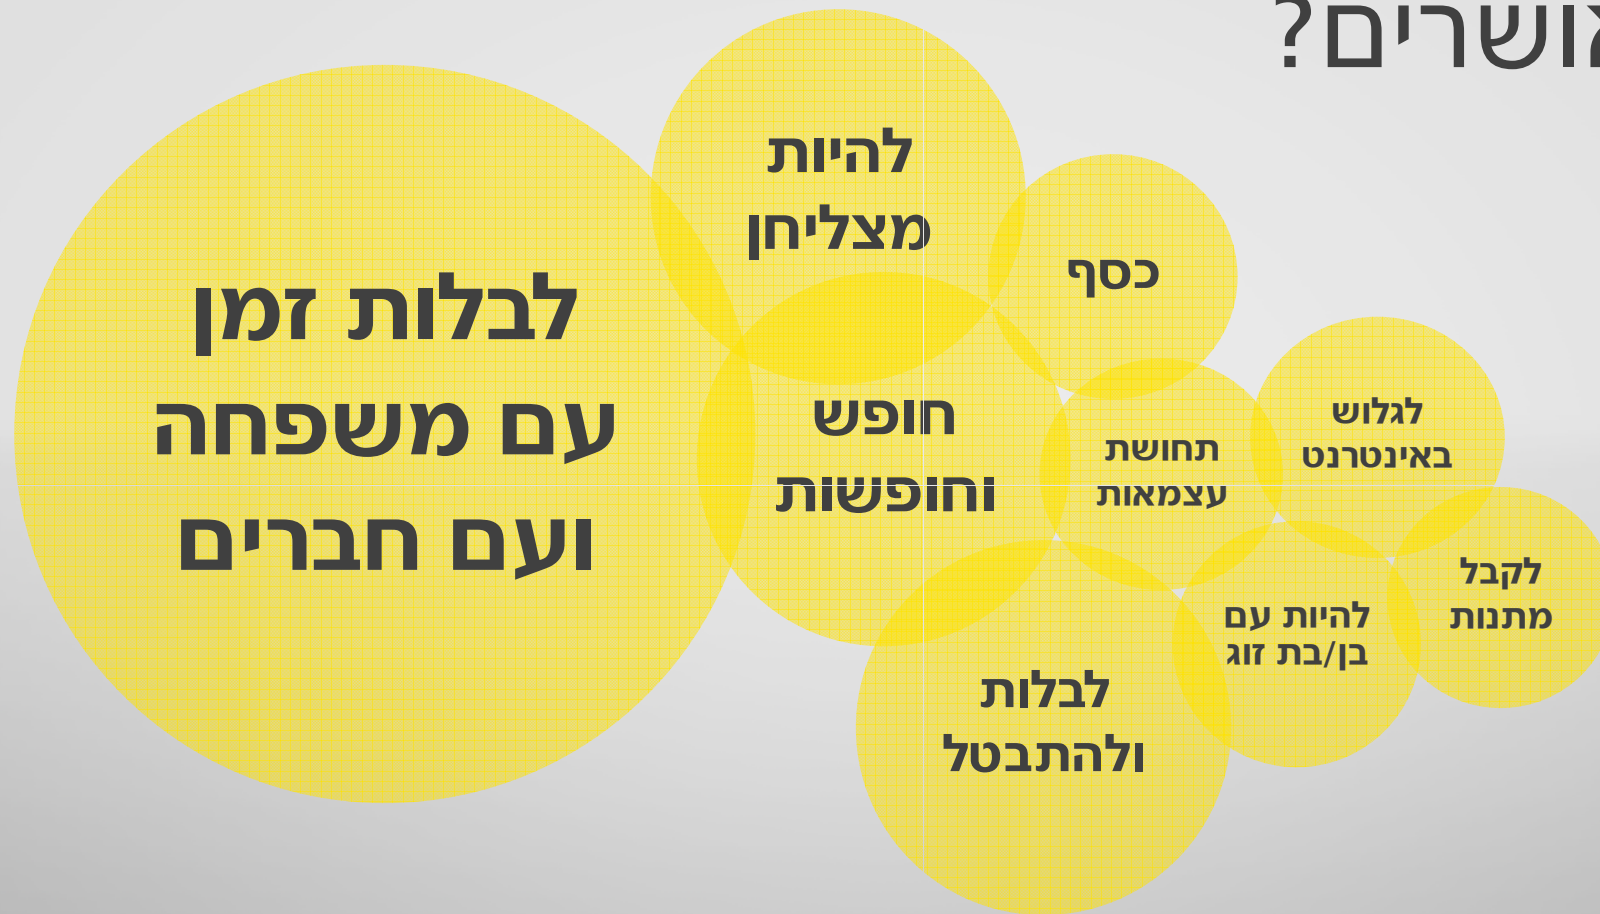 אושרים?
להיות
מצליחן
כסף
לבלות זמן
עם משפחה
ועם חברים
חופש
וחופשות
תחושת
עצמאות
לגלוש
באינטרנט
לקבל
מתנות
להיות עם
בן/בת זוג
לבלות
ולהתבטל